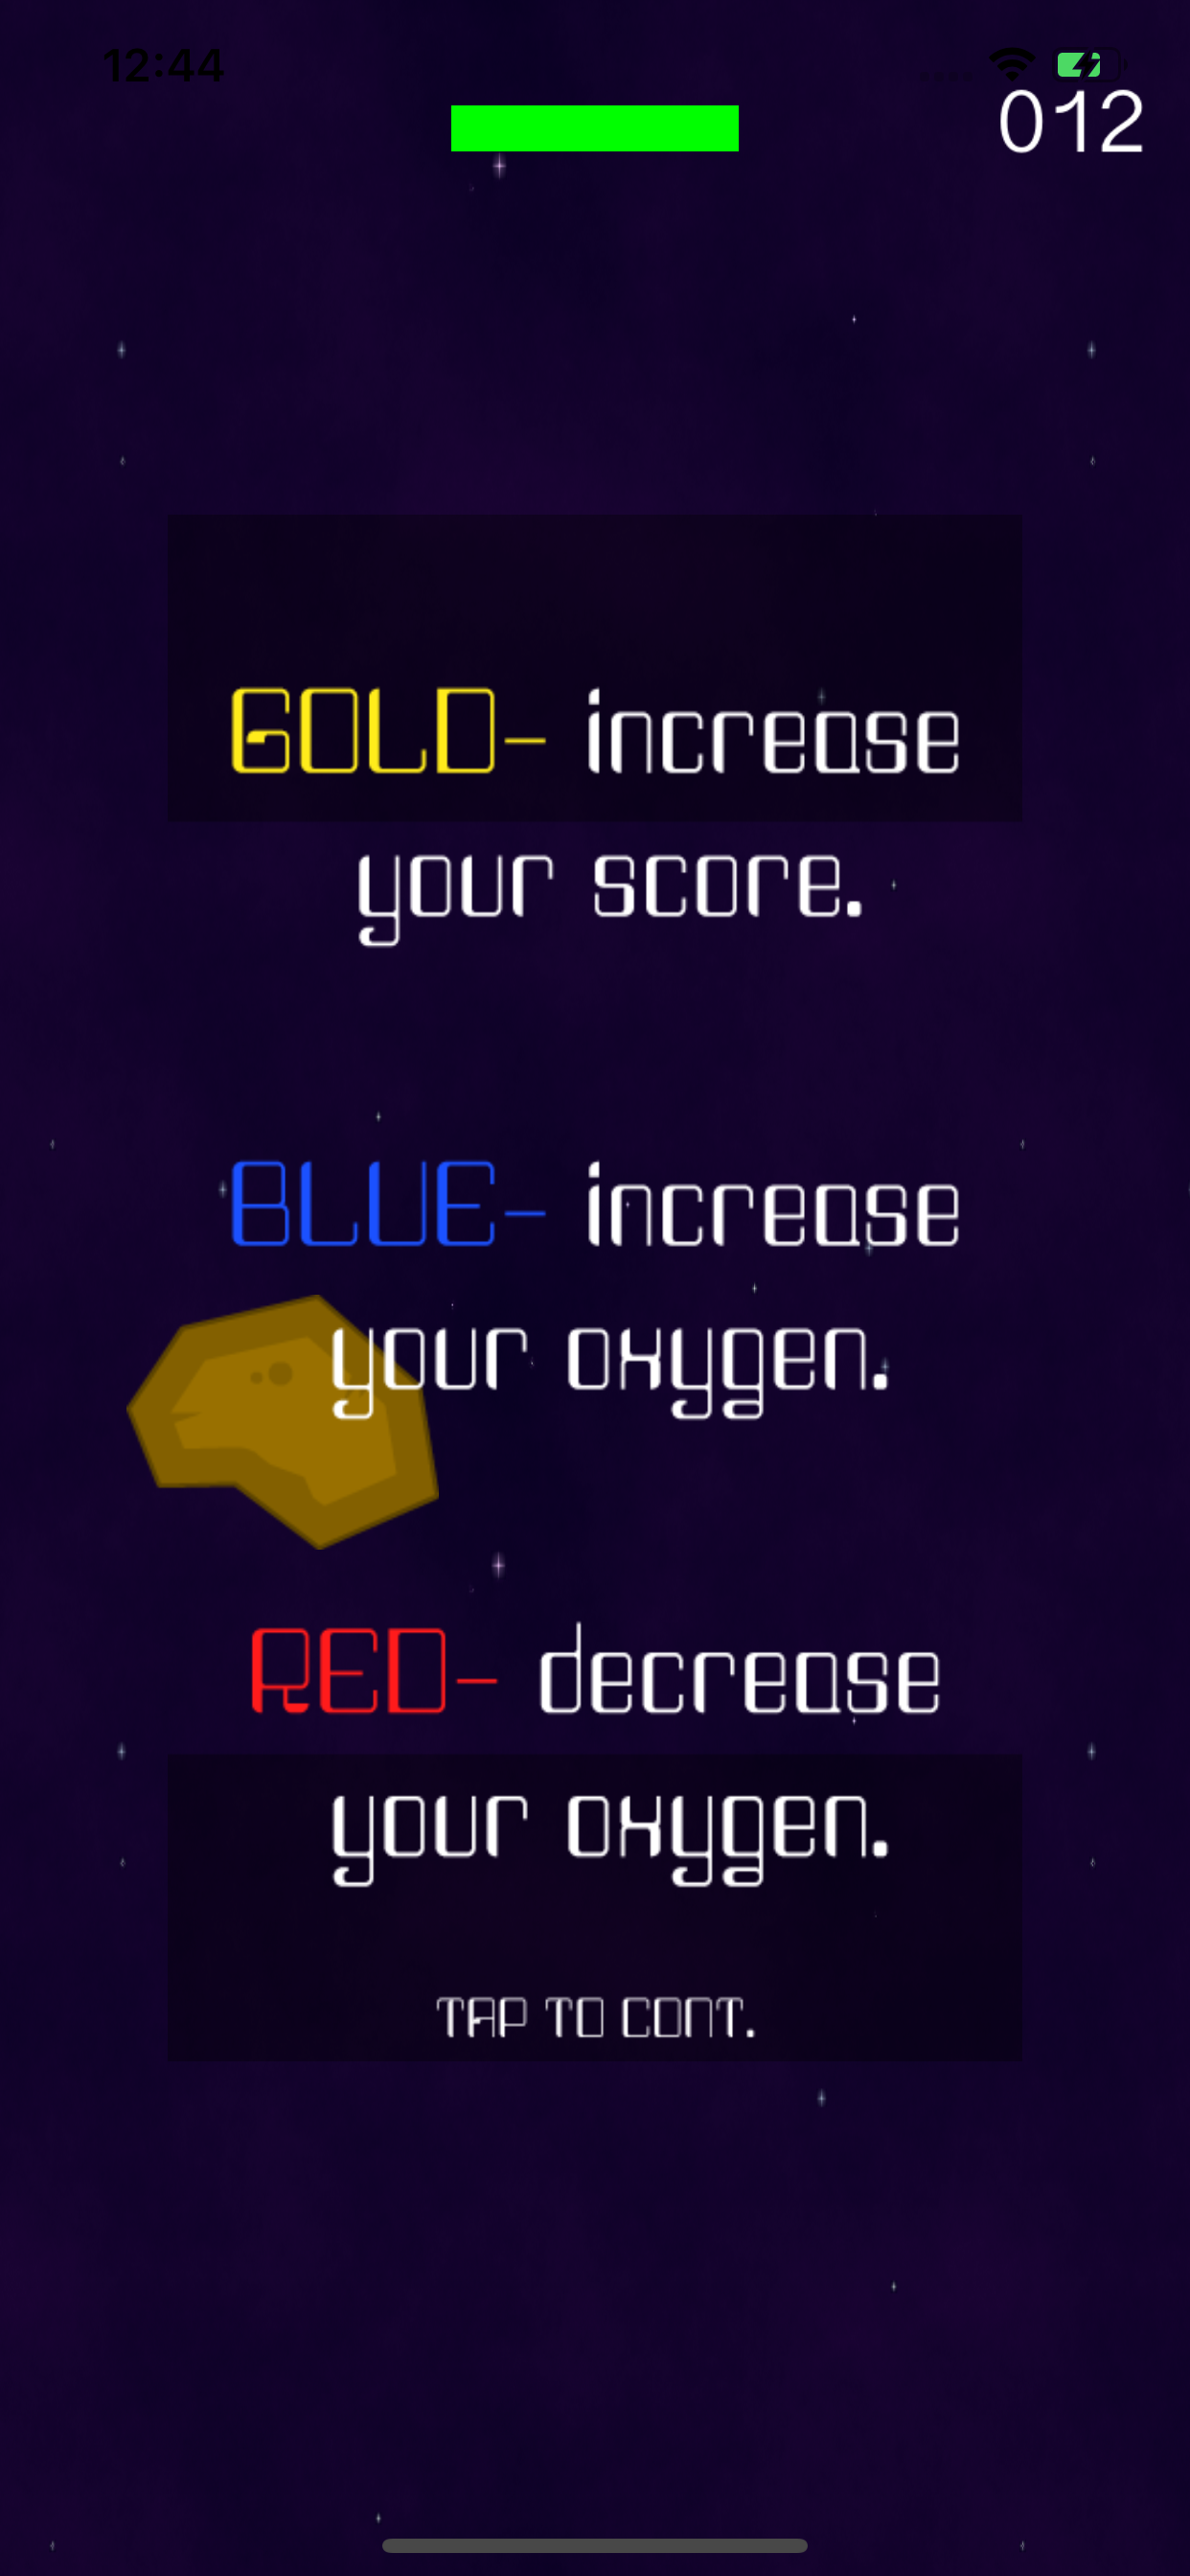 12:44
012
GOLD- increase
your score.
BLUE- increase
your oxygen.
RED- decrease
your oxygen.
TAP TO CONT.